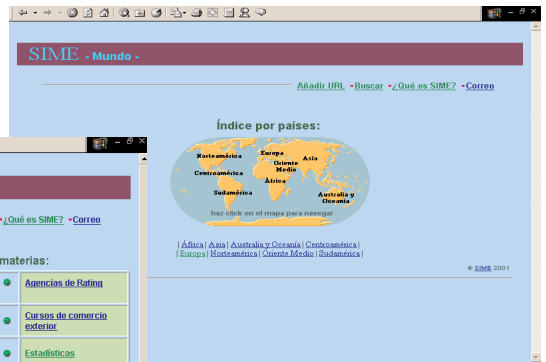 SIME - Mundo -
Añadir URL •Buscar •¿Qué es SIME? •Correo
Índice por países:
Norteamérica
Europa
Asia
Oriente
Medio
Centroamérica
África
Sudamérica
Australia y
Oceania
haz click en el mapa para navegar
| África | Asia | Australia y Oceanía | Centroamérica |
| Europa | Norteamérica | Oriente Medio | Sudamérica |
© SIME 2001
•¿Qué es SIME? •Correo
materias:
Agencias de Rating
Cursos de comercio
exterior
Estadísticas